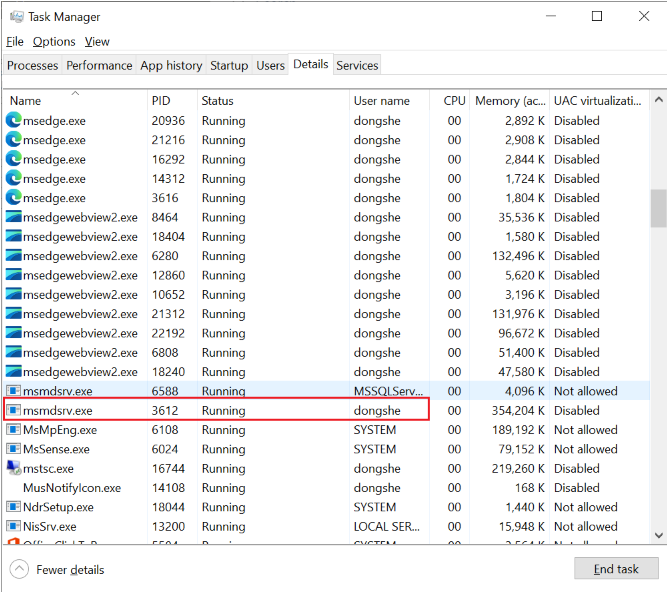 Task Manager
File Options View
Processes Performance App history Startup Users Details Services
Name PID Status User name CPU Memory (ac... UAC virtualizati...
msedge.exe 20936 Running dongshe 00 2,892 K Disabled
msedge.exe 21216 Running dongshe 00 2,908 K Disabled
msedge.exe 16292 Running dongshe 00 2,844 K Disabled
msedge.exe 14312 Running dongshe 00 1,724 K Disabled
msedge.exe 3616 Running dongshe 00 1,804 K Disabled
msedgewebview2.exe 8464 Running dongshe 00 35,536 K Disabled
msedgewebview2.exe 18404 Running dongshe 00 1,580 K Disabled
msedgewebview2.exe 6280 Running dongshe 00 132,496 K Disabled
msedgewebview2.exe 12860 Running dongshe 00 5,620 K Disabled
msedgewebview2.exe 10652 Running dongshe 00 3,196 K Disabled
msedgewebview2.exe 21312 Running dongshe 00 131,976 K Disabled
msedgewebview2.exe 22192 Running dongshe 00 96,672 K Disabled
msedgewebview2.exe 6808 Running dongshe 00 51,400 K Disabled
msedgewebview2.exe 18240 Running dongshe 00 47,580 K Disabled
msmdsrv.exe 6588 Running MSSQLServ... 00 4,096 K Not allowed
msmdsrv.exe 3612 Running dongshe 00 354,204 K Disabled
MsMpEng.exe 6108 Running SYSTEM 00 189,192 K Not allowed
MsSense.exe 6024 Running SYSTEM 00 79,152 K Not allowed
mstsc.exe 16744 Running dongshe 00 219,260 K Disabled
MusNotifyIcon.exe 14108 Running dongshe 00 168 K Disabled
NdrSetup.exe 18044 Running SYSTEM 00 1,440 K Not allowed
NisSrv.exe 13200 Running LOCAL SER... 00 15,948 K Not allowed
Fewer details
End task